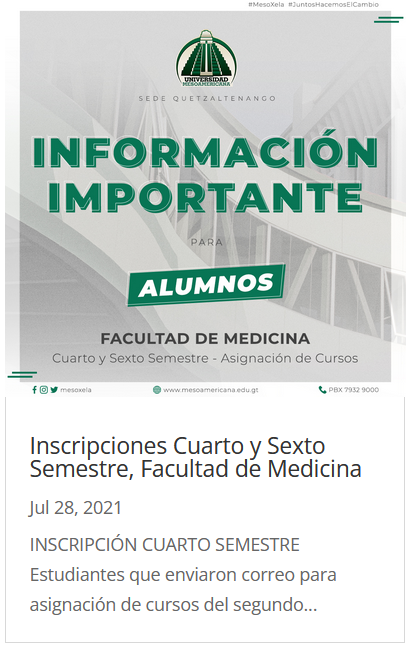 #MesoXela #JuntosHacemosElCambio
UNIVERSIDAD
MESOAMERICANA
SEDE QUETZALTENANGO
INFORMACIÓN
IMPORTANTE
PARA
ALUMNOS
FACULTAD DE MEDICINA
Cuarto y Sexto Semestre - Asignación de Cursos
mesoxela www.mesoamericana.edu.gt PBX 7932 9000
Inscripciones Cuarto y Sexto
Semestre, Facultad de Medicina
Jul 28, 2021
INSCRIPCIÓN CUARTO SEMESTRE
Estudiantes que enviaron correo para
asignación de cursos del segundo...